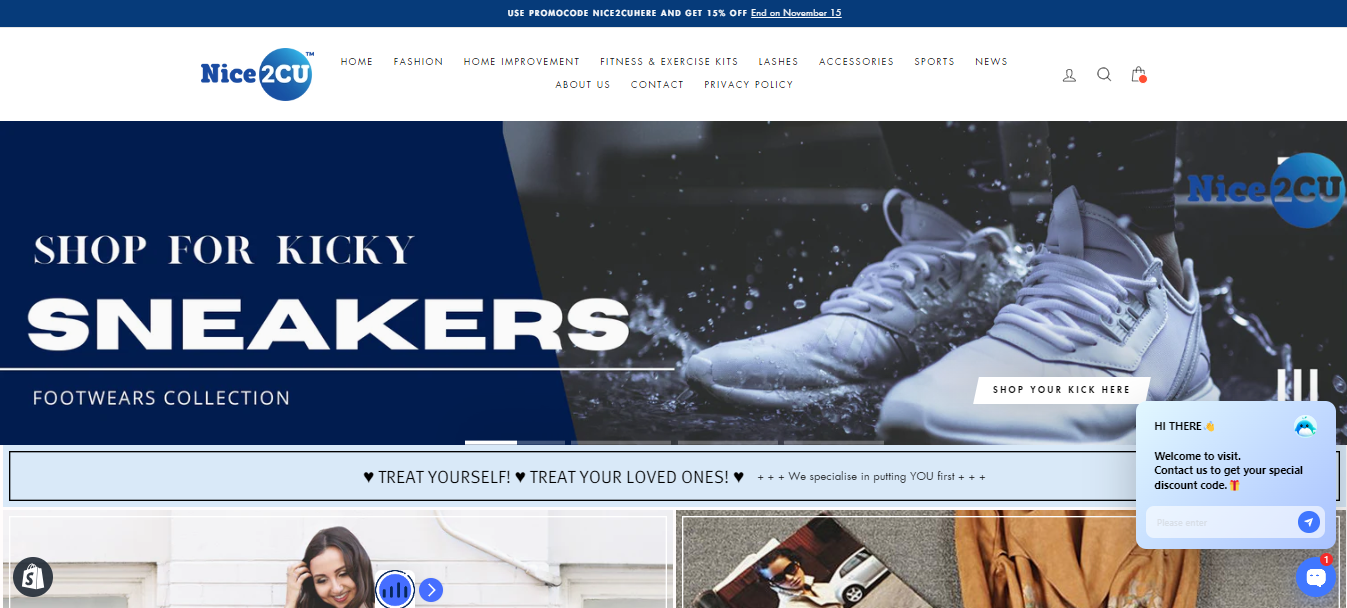 USE PROMOCODE NICE2CUHERE AND GET 15% OFF End on November 15
Nice2CU™
HOME FASHION HOME IMPROVEMENT FITNESS & EXERCISE KITS LASHES ACCESSORIES SPORTS NEWS
ABOUT US CONTACT PRIVACY POLICY
Nice2CU
SHOP FOR KICKY
SNEAKERS
FOOTWEARS COLLECTION
SHOP YOUR KICK HERE
♥ TREAT YOURSELF! ♥ TREAT YOUR LOVED ONES! ♥ + + + We specialise in putting YOU first + + +
HI THERE👋
Welcome to visit.
Contact us to get your special
discount code.🎁
Please enter
1